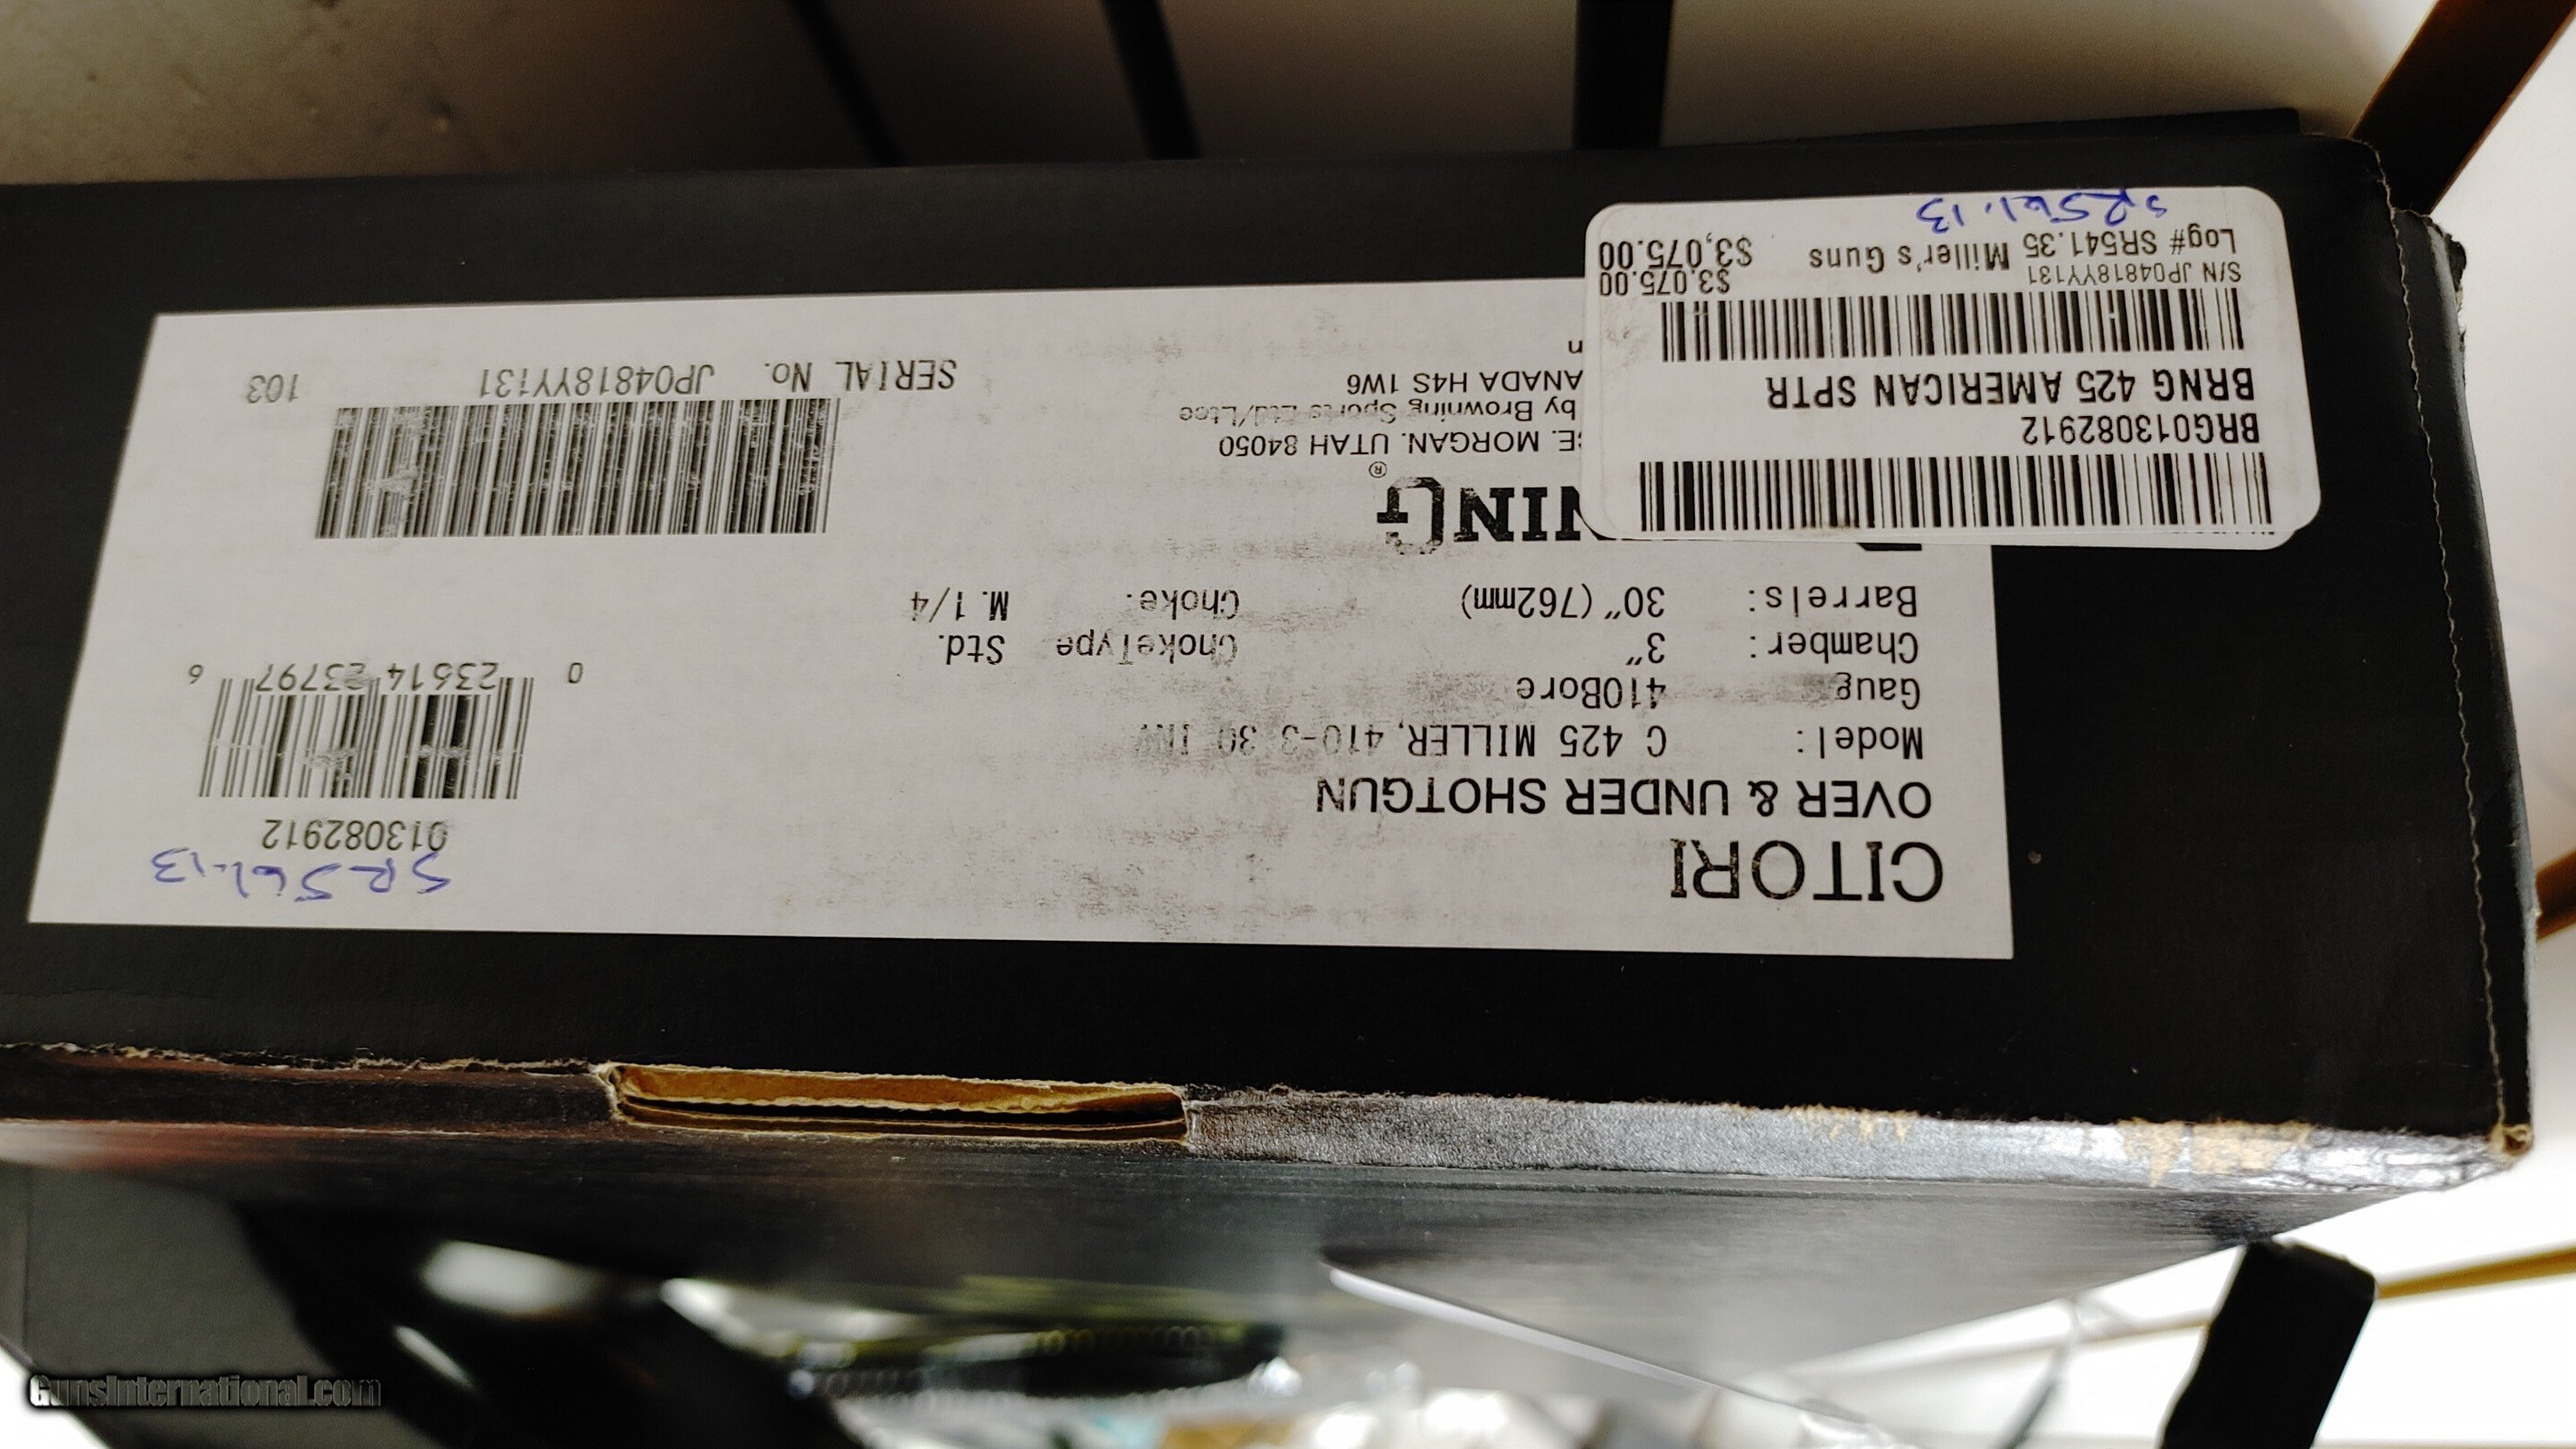 CITORI
OVER & UNDER SHOTGUN
Model: C 425 MILLER, 410-3 30 INV
Gaug 410Bore
Chamber: 3" ChokeType Std.
Barrels: 30" (762mm) Choke. M.1/4
NING®
E. MORGAN. UTAH 84050
by Browning Sports Ltd/Ltee
ANADA H4S 1W6
n
SR561.13
013082912
0 23614 23797 6
SERIAL No. JP04818YY131 103
BRG013082912
BRNG 425 AMERICAN SPTR
S/N JP04818YY131 $3,075.00
Log# SR541.35 Miller's Guns $3,075.00
SR561.13
GunsInternational.com